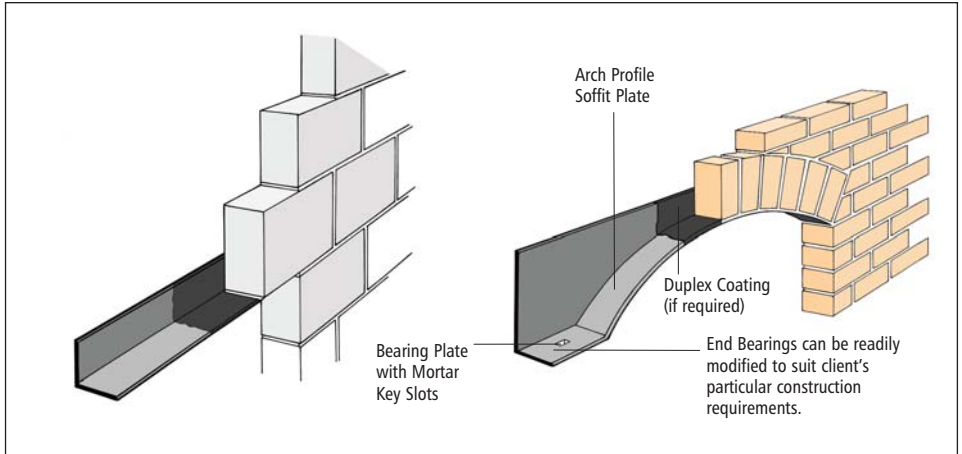 Arch Profile
Soffit Plate
Duplex Coating
(if required)
Bearing Plate
with Mortar
Key Slots
End Bearings can be readily
modified to suit client's
particular construction
requirements.